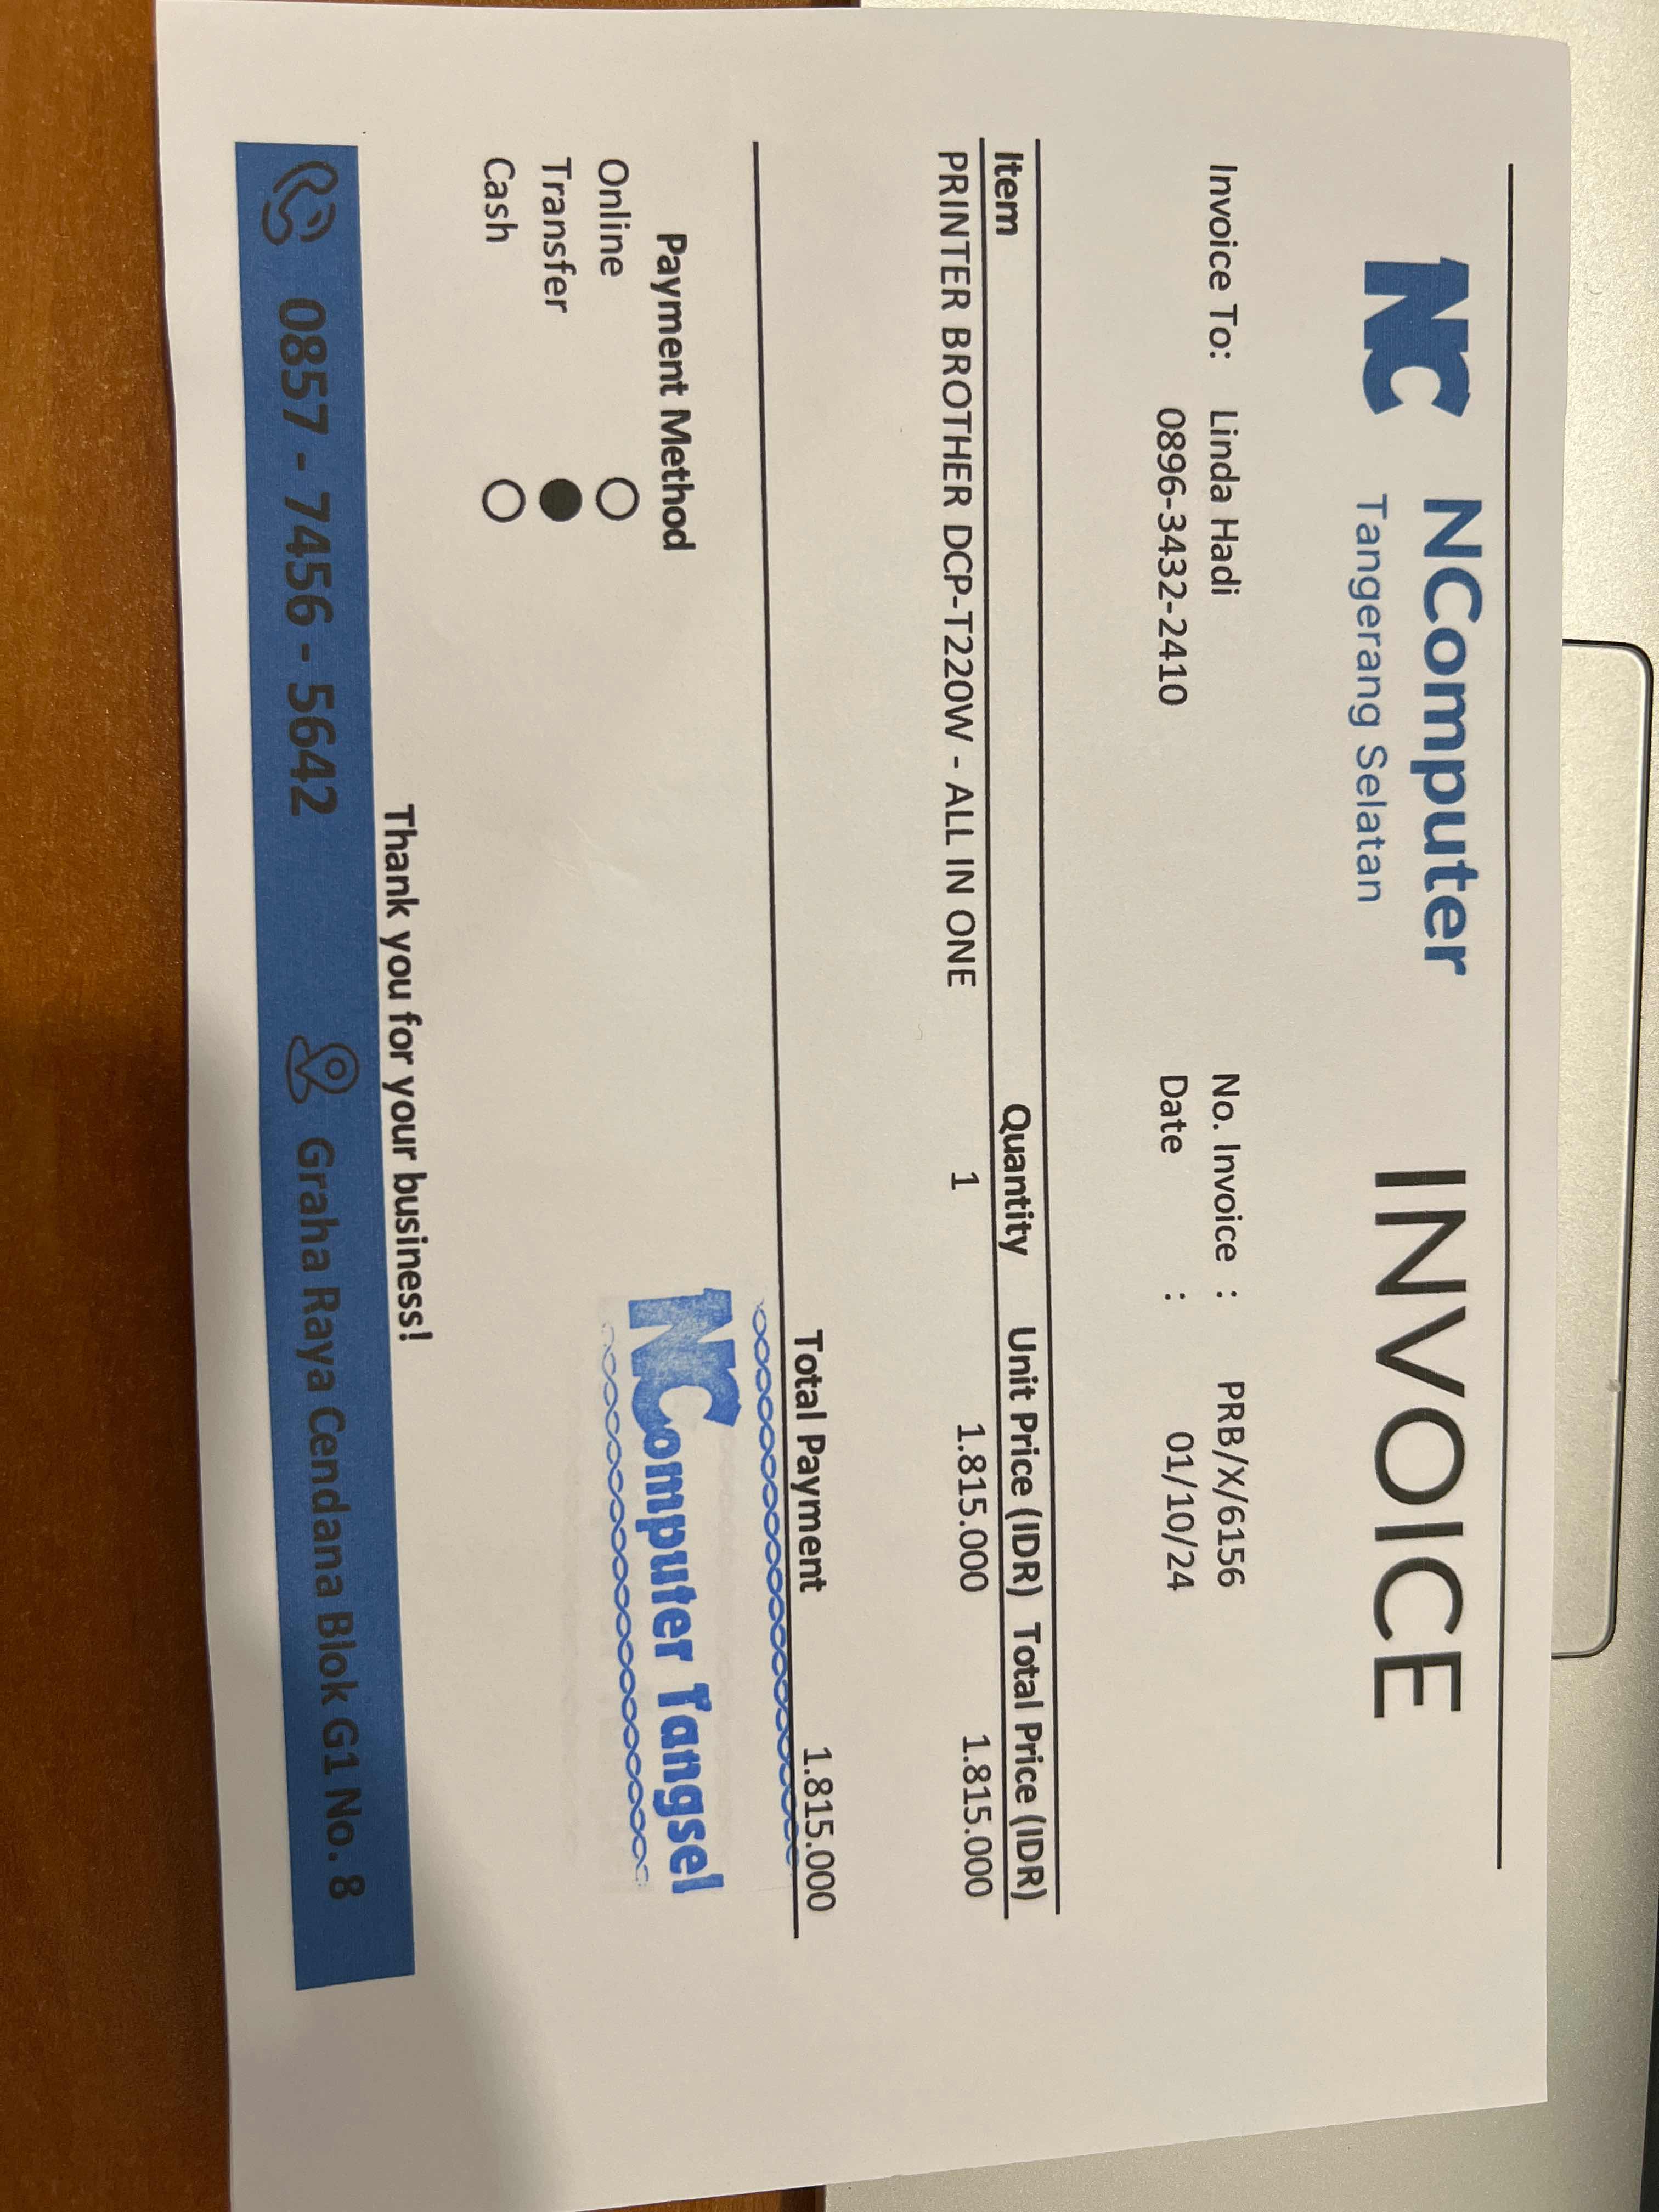 NC NComputer INVOICE
Tangerang Selatan
Invoice To: Linda Hadi No. Invoice : PRB/X/6156
0896-3432-2410 Date : 01/10/24
Item Quantity Unit Price (IDR) Total Price (IDR)
PRINTER BROTHER DCP-T220W - ALL IN ONE 1 1.815.000 1.815.000
Total Payment 1.815.000
Payment Method
NComputer Tangsel
Online
Transfer
Cash
Thank you for your business!
0857 - 7456 - 5642 Graha Raya Cendana Blok G1 No. 8